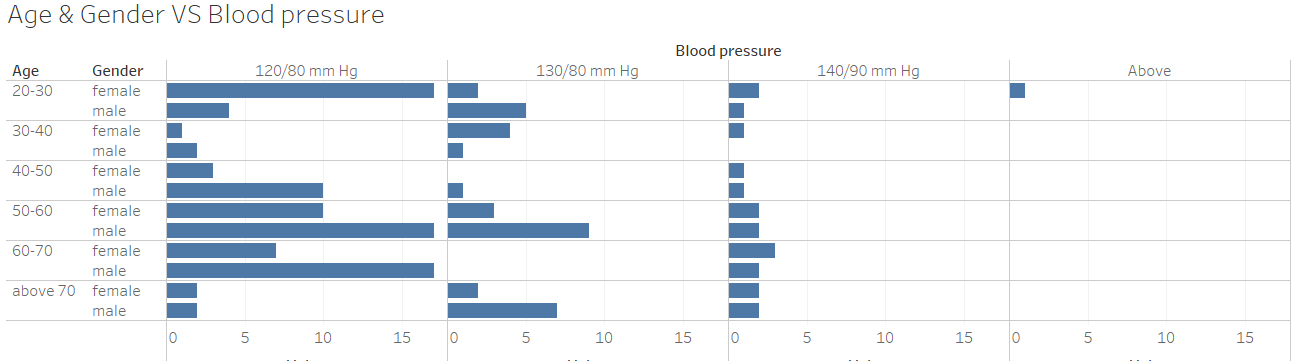 Age & Gender VS Blood pressure
Blood pressure
Age Gender 120/80 mm Hg 130/80 mm Hg 140/90 mm Hg Above
20-30 female
male
30-40 female
male
40-50 female
male
50-60 female
male
60-70 female
male
above 70 female
male
0 5 10 15 0 5 10 15 0 5 10 15 0 5 10 15